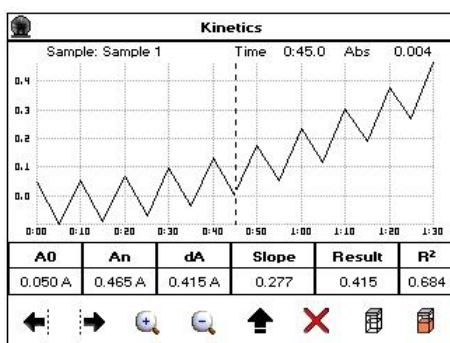 Kinetics
Sample: Sample 1 Time 0:45.0 Abs 0.004
0.4
0.3
0.2
0.1
0.0
0:00 0:10 0:20 0:30 0:40 0:50 1:00 1:10 1:20 1:30
A0 An dA Slope Result R²
0.050 A 0.465 A 0.415 A 0.277 0.415 0.684